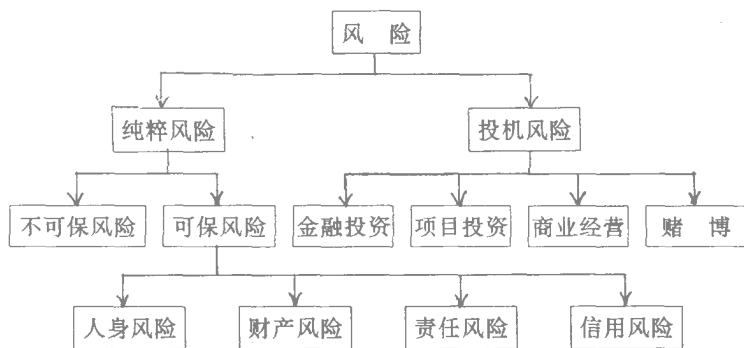 风 险
纯粹风险 投机风险
不可保风险 可保风险 金融投资 项目投资 商业经营 赌 博
人身风险 财产风险 责任风险 信用风险